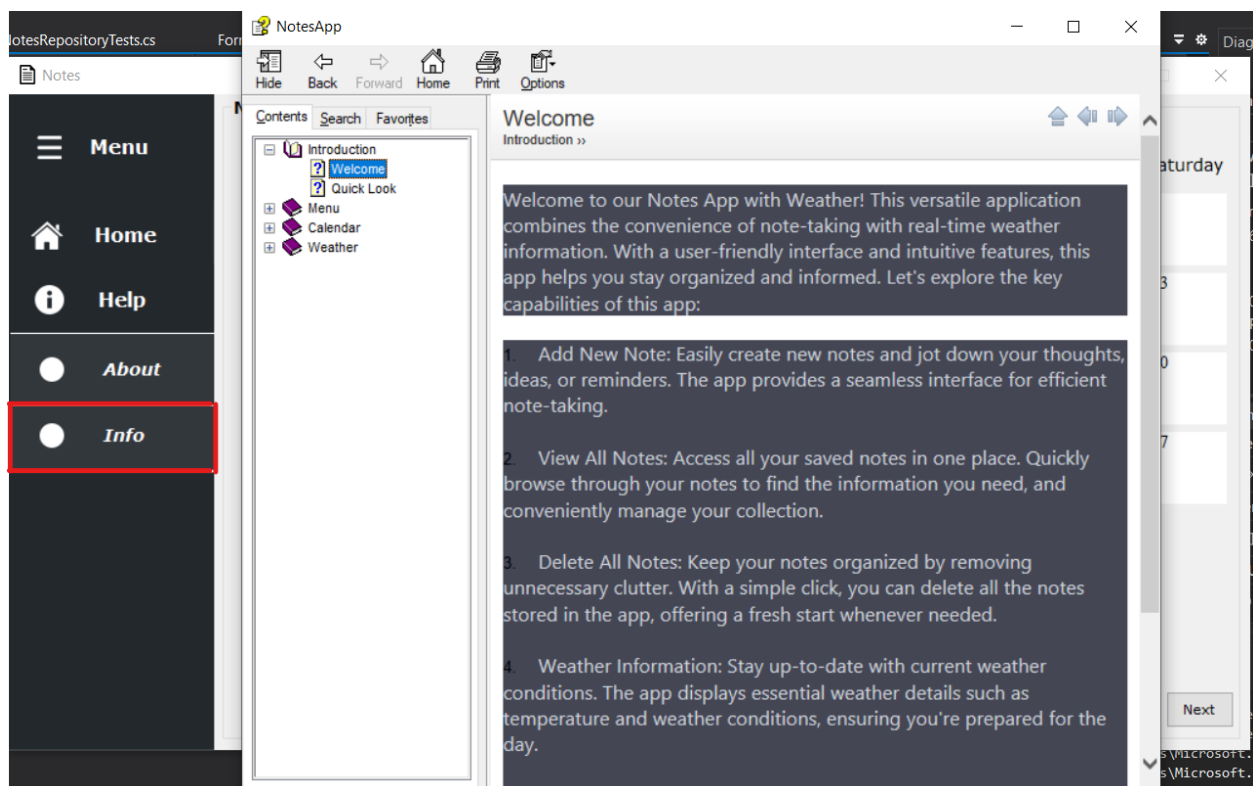 NotesRepositoryTests.cs
Notes
Menu
Home
Help
About
Info
NotesApp
Hide Back Forward Home Print Options
Contents Search Favorites
Introduction
Welcome
Quick Look
Menu
Calendar
Weather
Welcome
Introduction ››
Welcome to our Notes App with Weather! This versatile application
combines the convenience of note-taking with real-time weather
information. With a user-friendly interface and intuitive features, this
app helps you stay organized and informed. Let's explore the key
capabilities of this app:
1. Add New Note: Easily create new notes and jot down your thoughts,
ideas, or reminders. The app provides a seamless interface for efficient
note-taking.
2. View All Notes: Access all your saved notes in one place. Quickly
browse through your notes to find the information you need, and
conveniently manage your collection.
3. Delete All Notes: Keep your notes organized by removing
unnecessary clutter. With a simple click, you can delete all the notes
stored in the app, offering a fresh start whenever needed.
4. Weather Information: Stay up-to-date with current weather
conditions. The app displays essential weather details such as
temperature and weather conditions, ensuring you're prepared for the
day.
Diag
aturday
3
0
7
Next
s\Microsoft.
s\Microsoft.